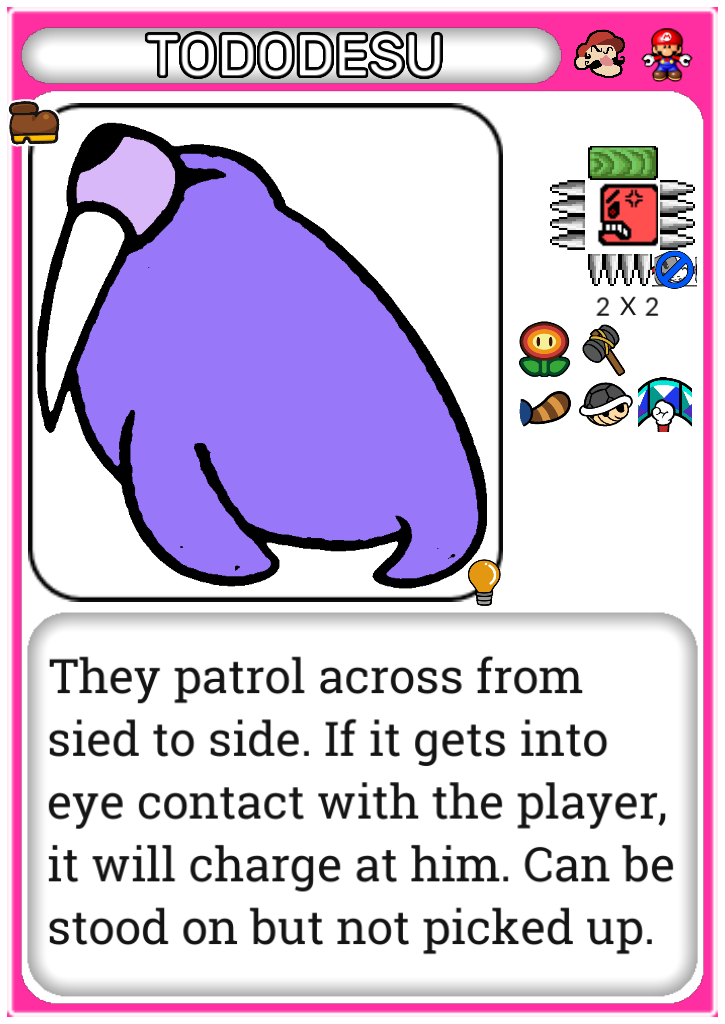 TODODESU
2 X 2
They patrol across from
sied to side. If it gets into
eye contact with the player,
it will charge at him. Can be
stood on but not picked up.